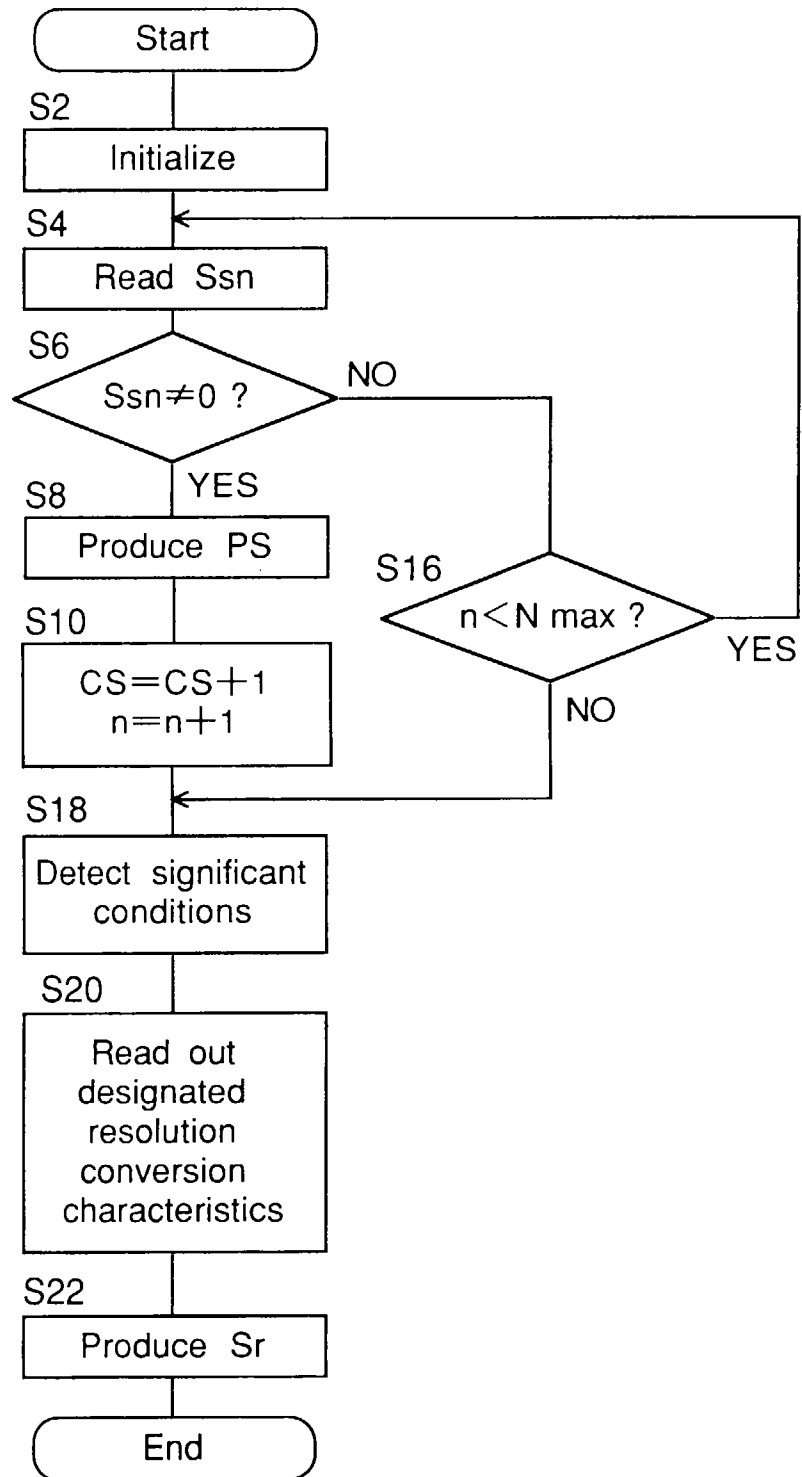 Start
S2
Initialize
S4
Read Ssn
S6
Ssn≠0 ?
NO
YES
S8
Produce PS
S16
n<N max ?
YES
NO
S10
CS=CS+1
n=n+1
S18
Detect significant
conditions
S20
Read out
designated
resolution
conversion
characteristics
S22
Produce Sr
End